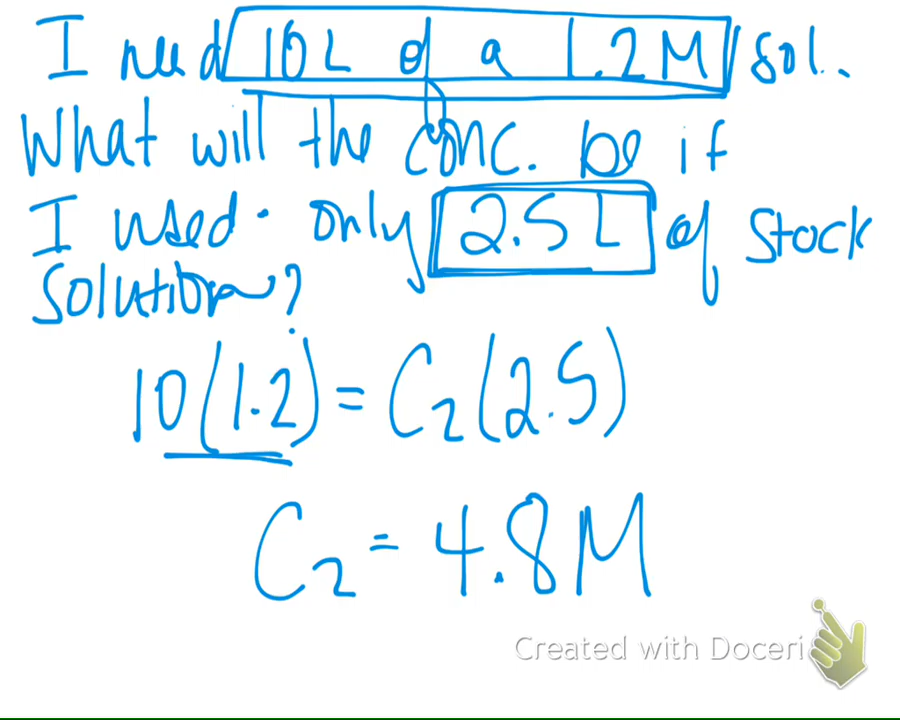 I need 10L of a 1.2M sol.
What will the conc. be if
I used only 2.5 L of stock
solution?
10(1.2) = C₂(2.5)
C₂ = 4.8M
Created with Doceri